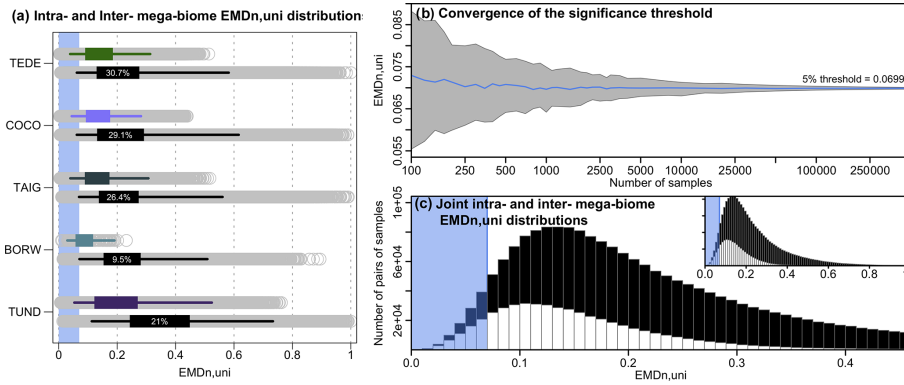 (a) Intra- and Inter- mega-biome EMDn,uni distributions
TEDE
30.7%
COCO
29.1%
TAIG
26.4%
BORW
9.5%
TUND
21%
0 0.2 0.4 0.6 0.8 1
EMDn,uni
(b) Convergence of the significance threshold
EMDn,uni
0.085
0.075
0.065
0.055
5% threshold = 0.0699
100 250 500 1000 2500 5000 10000 25000 100000 250000
Number of samples
(c) Joint intra- and inter- mega-biome
EMDn,uni distributions
Number of pairs of samples
1e+05
6e+04
2e+04
0.0 0.2 0.4 0.6 0.8
0.0 0.1 0.2 0.3 0.4
EMDn,uni